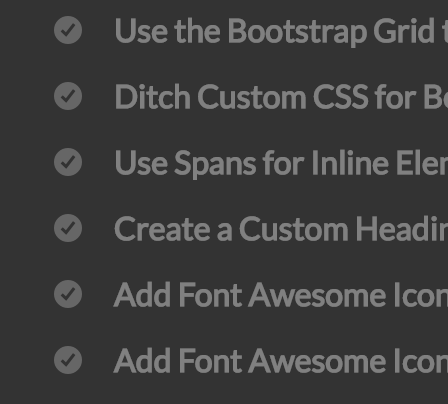 Use the Bootstrap Grid
Ditch Custom CSS for
Use Spans for Inline
Create a Custom
Add Font Awesome
Add Font Awesome